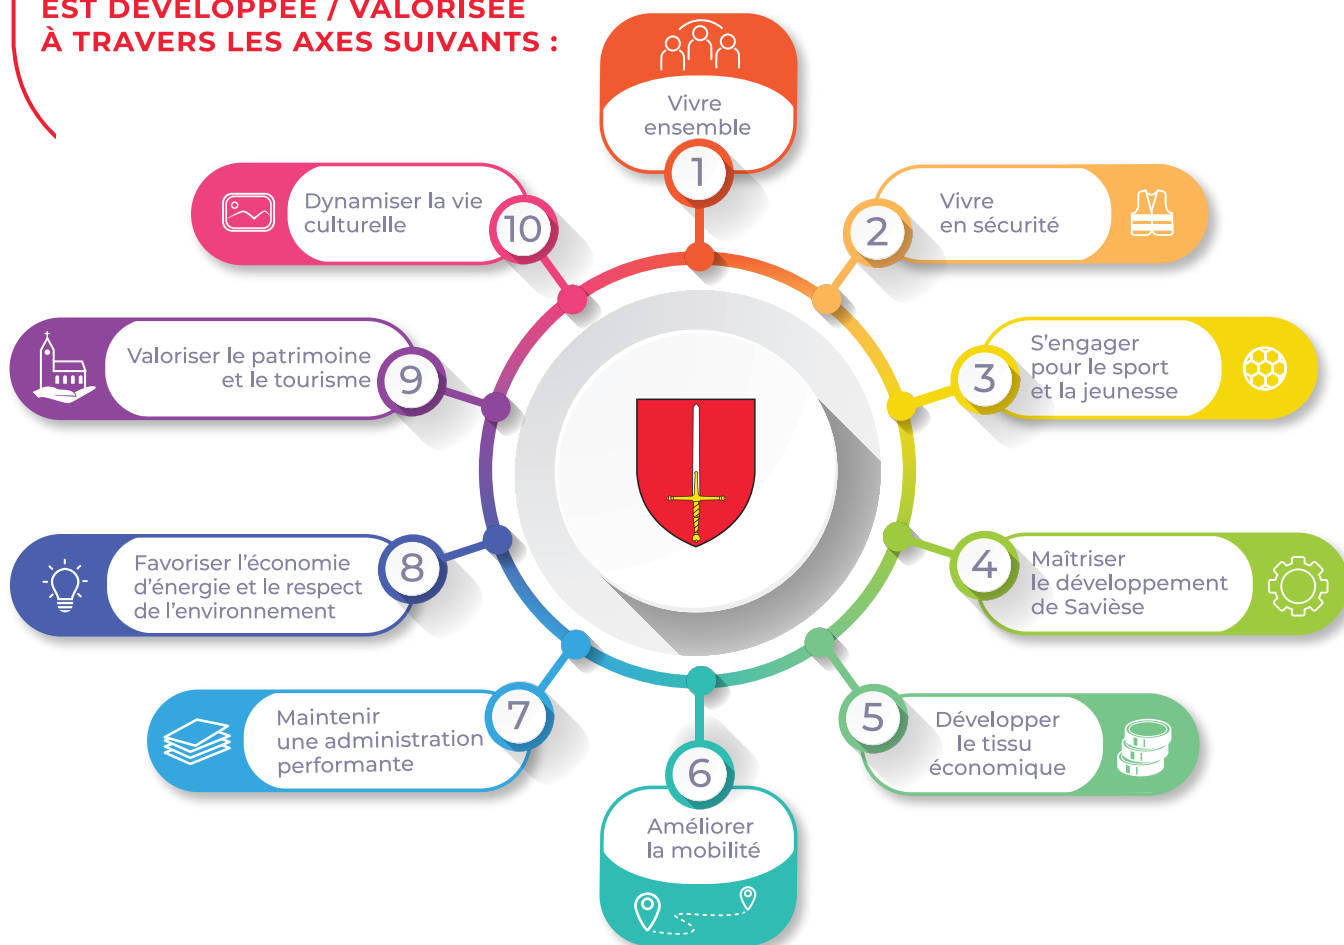 EST DÉVELOPPÉE / VALORISÉE
À TRAVERS LES AXES SUIVANTS :
Vivre
ensemble
1
Vivre
en sécurité
2
S’engager
pour le sport
et la jeunesse
3
Maîtriser
le développement
de Savièse
4
Développer
le tissu
économique
5
6
Améliorer
la mobilité
Maintenir
une administration
performante
7
Favoriser l’économie
d’énergie et le respect
de l’environnement
8
Valoriser le patrimoine
et le tourisme
9
Dynamiser la vie
culturelle
10